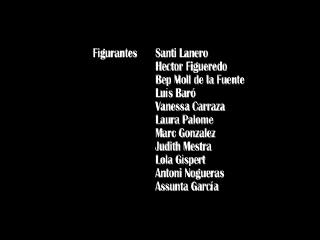 Figurantes Santi Lanero
Hector Figueredo
Bep Moll de la Fuente
Luis Baró
Vanessa Carraza
Laura Palome
Marc Gonzalez
Judith Mestra
Lola Gispert
Antoni Nogueras
Assunta García